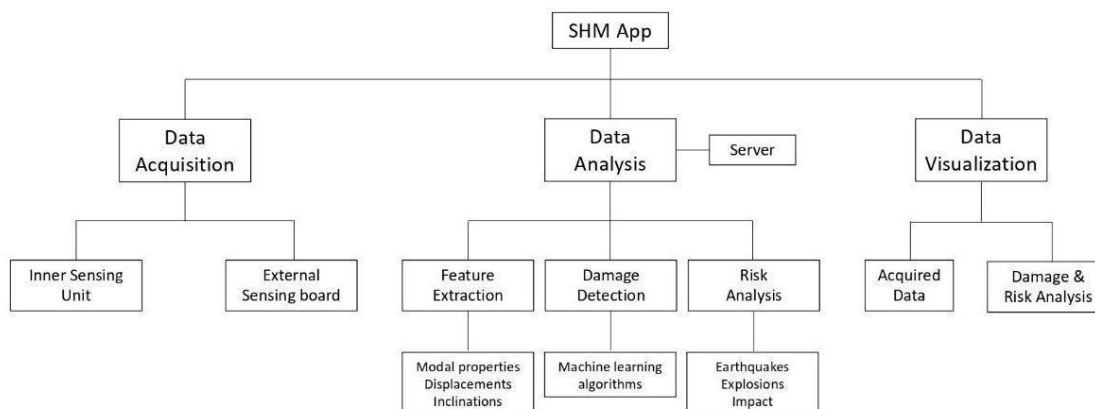 SHM App
Data
Acquisition
Data
Analysis
Server
Data
Visualization
Inner Sensing
Unit
External
Sensing board
Feature
Extraction
Damage
Detection
Risk
Analysis
Acquired
Data
Damage &
Risk Analysis
Modal properties
Displacements
Inclinations
Machine learning
algorithms
Earthquakes
Explosions
Impact